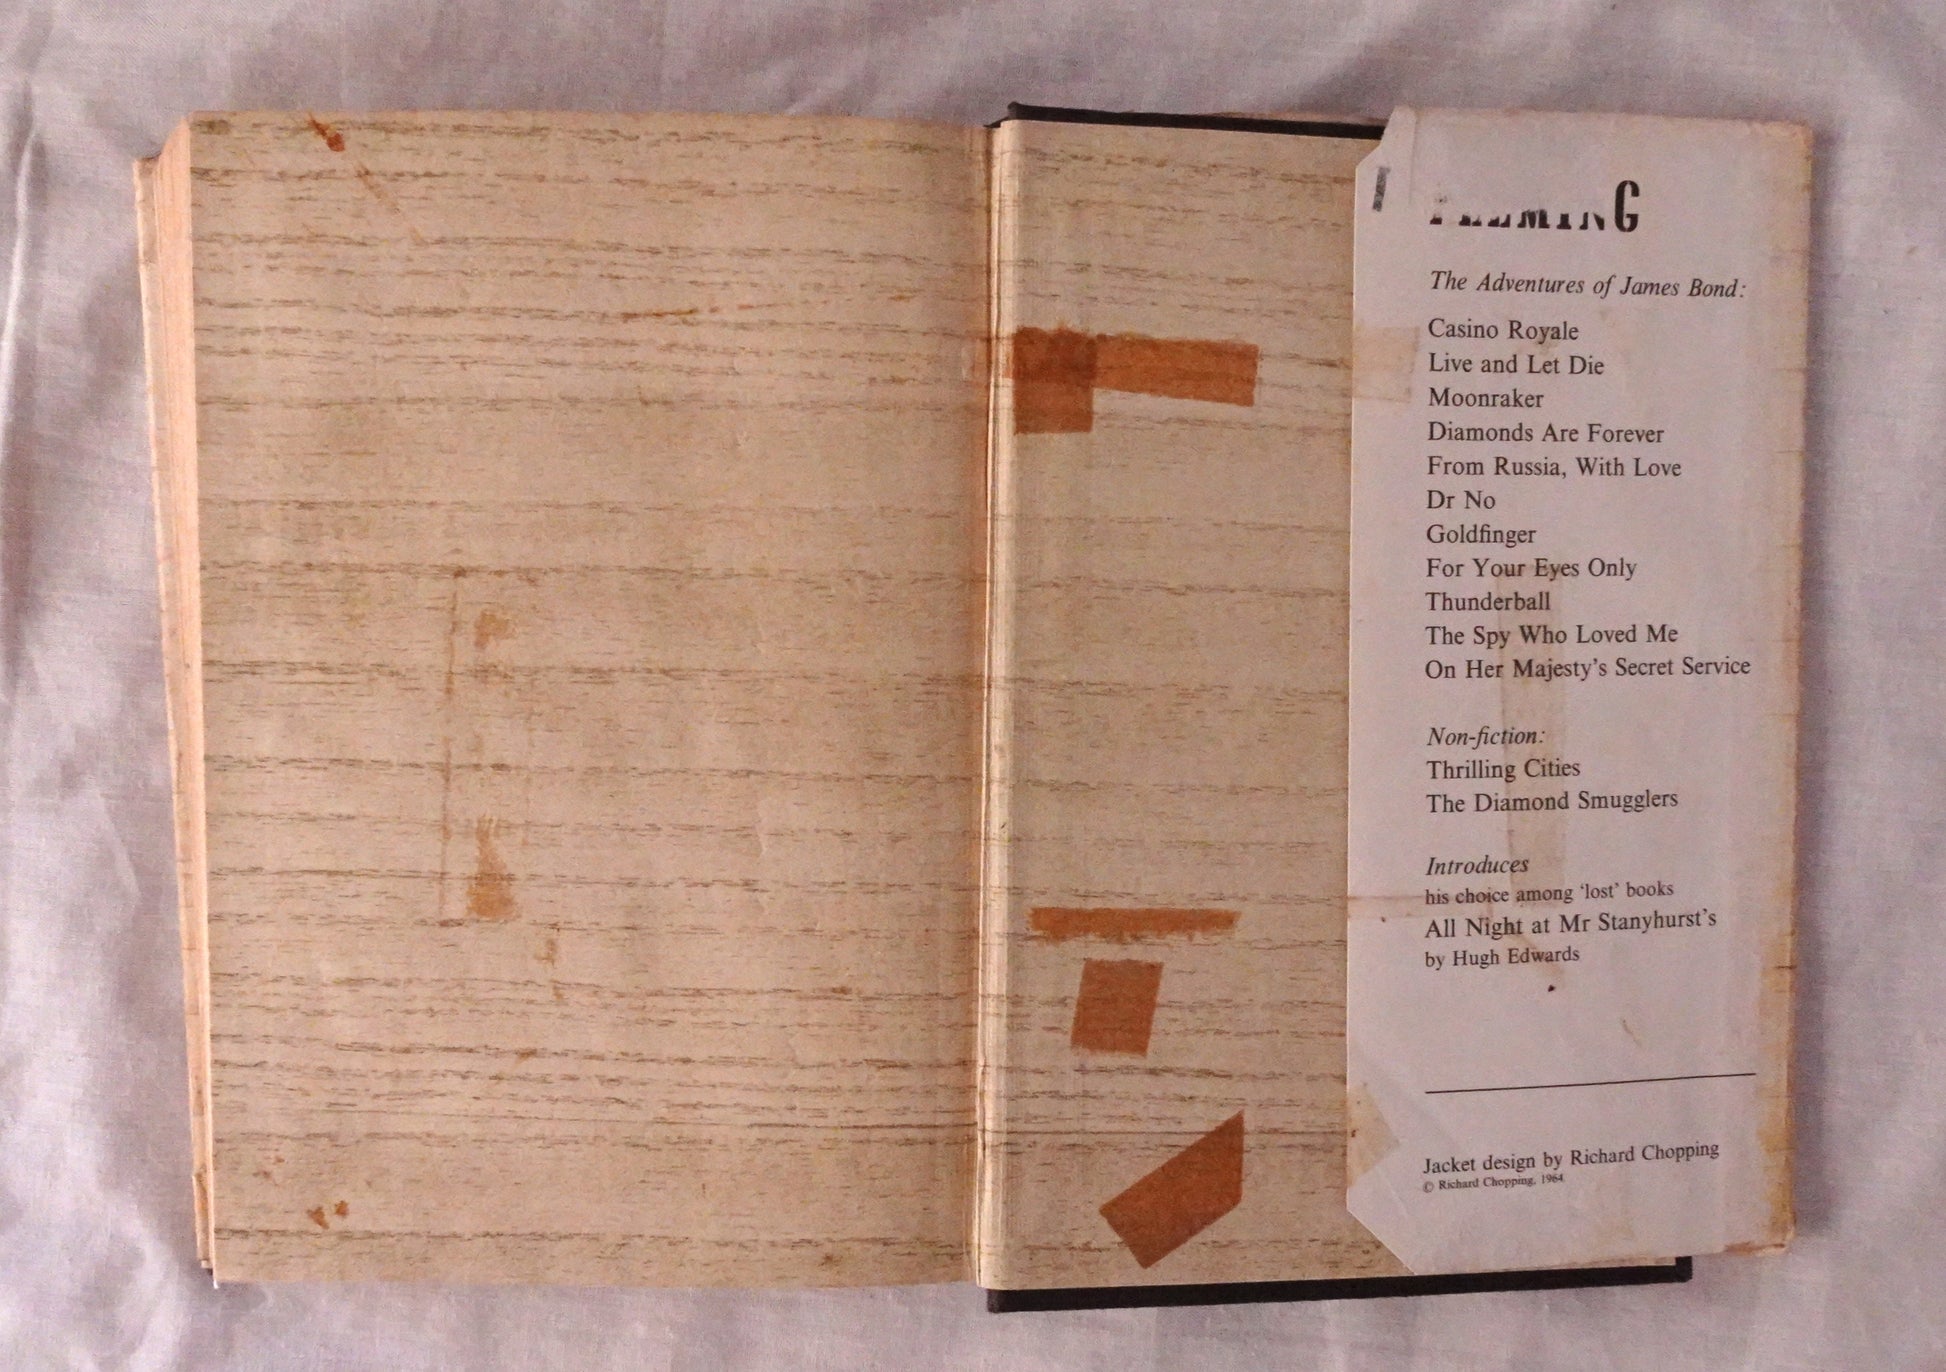 FLEMING
The Adventures of James Bond:
Casino Royale
Live and Let Die
Moonraker
Diamonds Are Forever
From Russia, With Love
Dr No
Goldfinger
For Your Eyes Only
Thunderball
The Spy Who Loved Me
On Her Majesty's Secret Service
Non-fiction:
Thrilling Cities
The Diamond Smugglers
Introduces
his choice among 'lost' books
All Night at Mr Stanyhurst's
by Hugh Edwards
Jacket design by Richard Chopping
© Richard Chopping, 1964